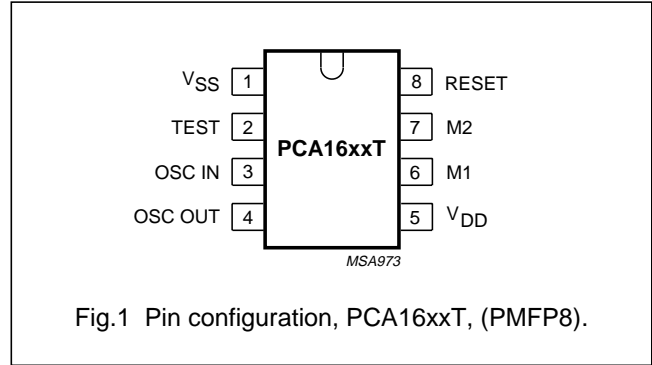 VSS 1 8 RESET
TEST 2 7 M2
PCA16xxT
OSC IN 3 6 M1
OSC OUT 4 5 VDD
MSA973
Fig.1 Pin configuration, PCA16xxT, (PMFP8).